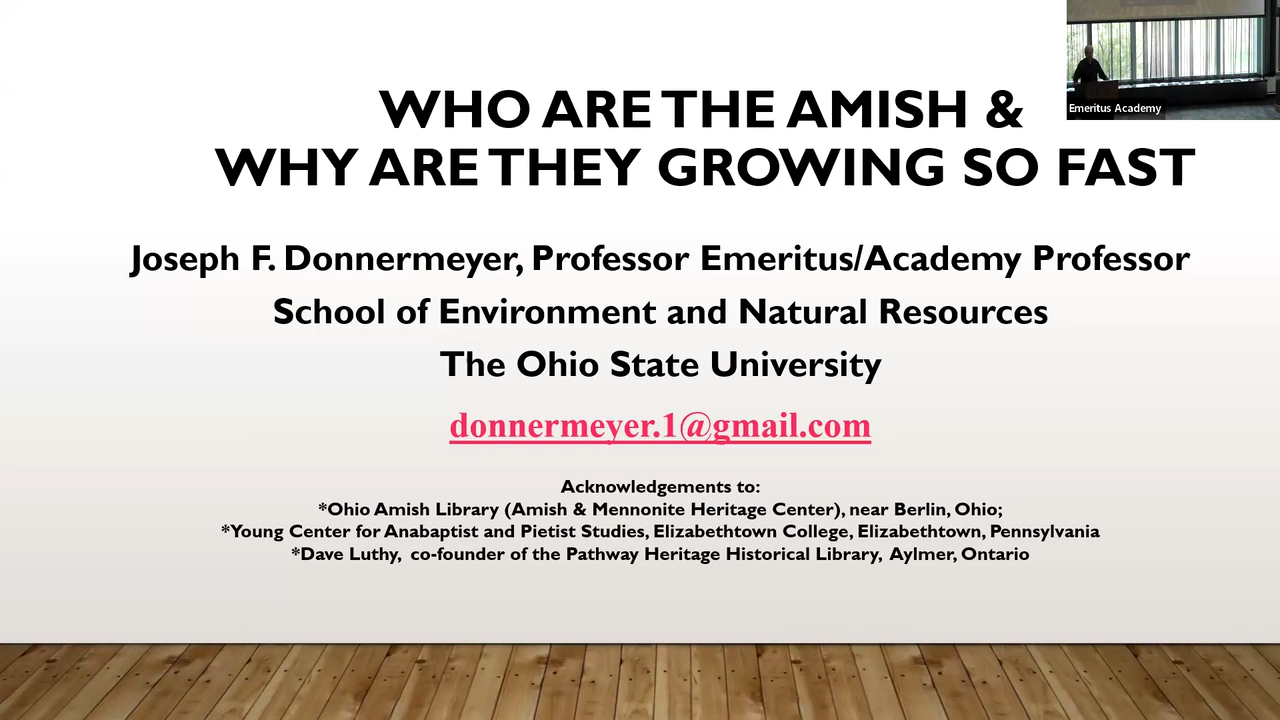 WHO ARE THE AMISH &
WHY ARE THEY GROWING SO FAST
Emeritus Academy
Joseph F. Donnermeyer, Professor Emeritus/Academy Professor
School of Environment and Natural Resources
The Ohio State University
donnermeyer.1@gmail.com
Acknowledgements to:
*Ohio Amish Library (Amish & Mennonite Heritage Center), near Berlin, Ohio;
*Young Center for Anabaptist and Pietist Studies, Elizabethtown College, Elizabethtown, Pennsylvania
*Dave Luthy, co-founder of the Pathway Heritage Historical Library, Aylmer, Ontario